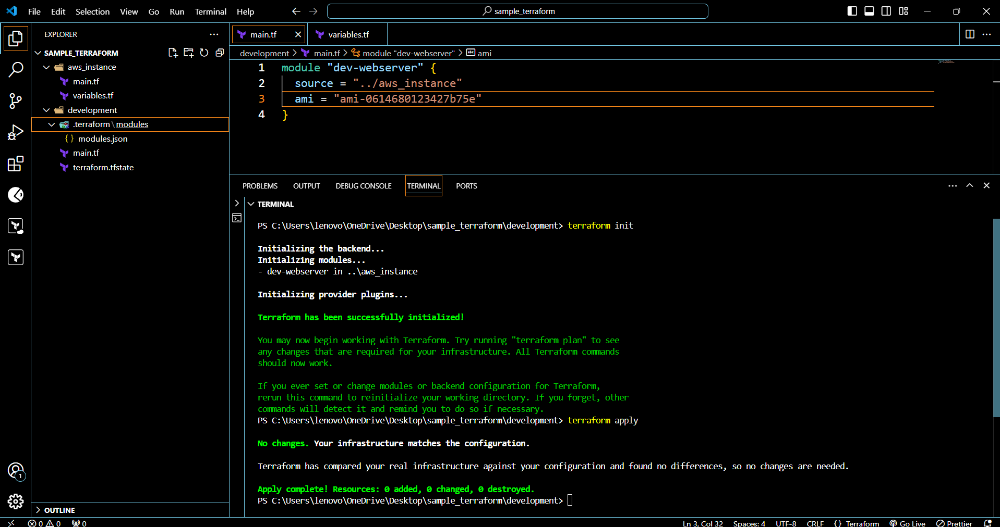 File Edit Selection View Go Run Terminal Help
sample_terraform
EXPLORER
SAMPLE_TERRAFORM
aws_instance
main.tf
variables.tf
development
.terraform\modules
{} modules.json
main.tf
terraform.tfstate
OUTLINE
main.tf
variables.tf
development > main.tf > module "dev-webserver" > abc ami
1 module "dev-webserver" {
2 source = "../aws_instance"
3 ami = "ami-0614680123427b75e"
4 }
PROBLEMS OUTPUT DEBUG CONSOLE TERMINAL PORTS
TERMINAL
PS C:\Users\lenovo\OneDrive\Desktop\sample_terraform\development> terraform init
Initializing the backend...
Initializing modules...
- dev-webserver in ..\aws_instance
Initializing provider plugins...
Terraform has been successfully initialized!
You may now begin working with Terraform. Try running "terraform plan" to see
any changes that are required for your infrastructure. All Terraform commands
should now work.
If you ever set or change modules or backend configuration for Terraform,
rerun this command to reinitialize your working directory. If you forget, other
commands will detect it and remind you to do so if necessary.
PS C:\Users\lenovo\OneDrive\Desktop\sample_terraform\development> terraform apply
No changes. Your infrastructure matches the configuration.
Terraform has compared your real infrastructure against your configuration and found no differences, so no changes are needed.
Apply complete! Resources: 0 added, 0 changed, 0 destroyed.
PS C:\Users\lenovo\OneDrive\Desktop\sample_terraform\development>
1
0 0 0
Ln 3, Col 32 Spaces: 4 UTF-8 CRLF {} Terraform Go Live Prettier